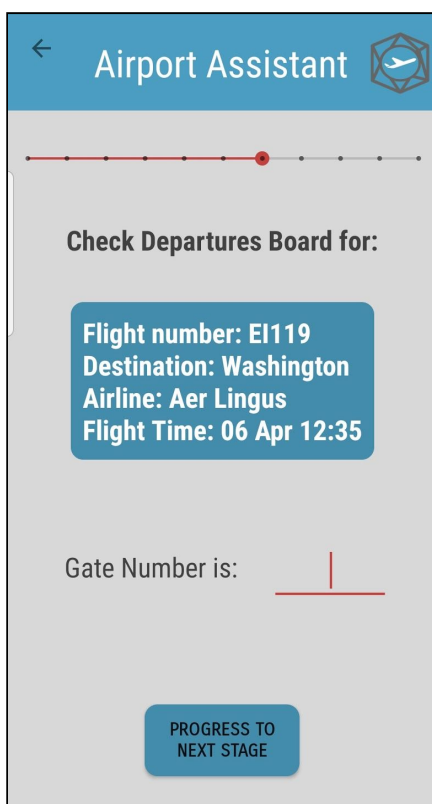 Airport Assistant
Check Departures Board for:
Flight number: EI119
Destination: Washington
Airline: Aer Lingus
Flight Time: 06 Apr 12:35
Gate Number is:
PROGRESS TO
NEXT STAGE